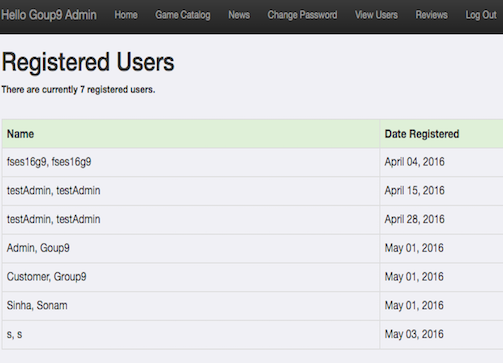 Hello Goup9 Admin Home Game Catalog News Change Password View Users Reviews Log Out
Registered Users
There are currently 7 registered users.
Name Date Registered
fses16g9, fses16g9 April 04, 2016
testAdmin, testAdmin April 15, 2016
testAdmin, testAdmin April 28, 2016
Admin, Goup9 May 01, 2016
Customer, Group9 May 01, 2016
Sinha, Sonam May 01, 2016
s, s May 03, 2016